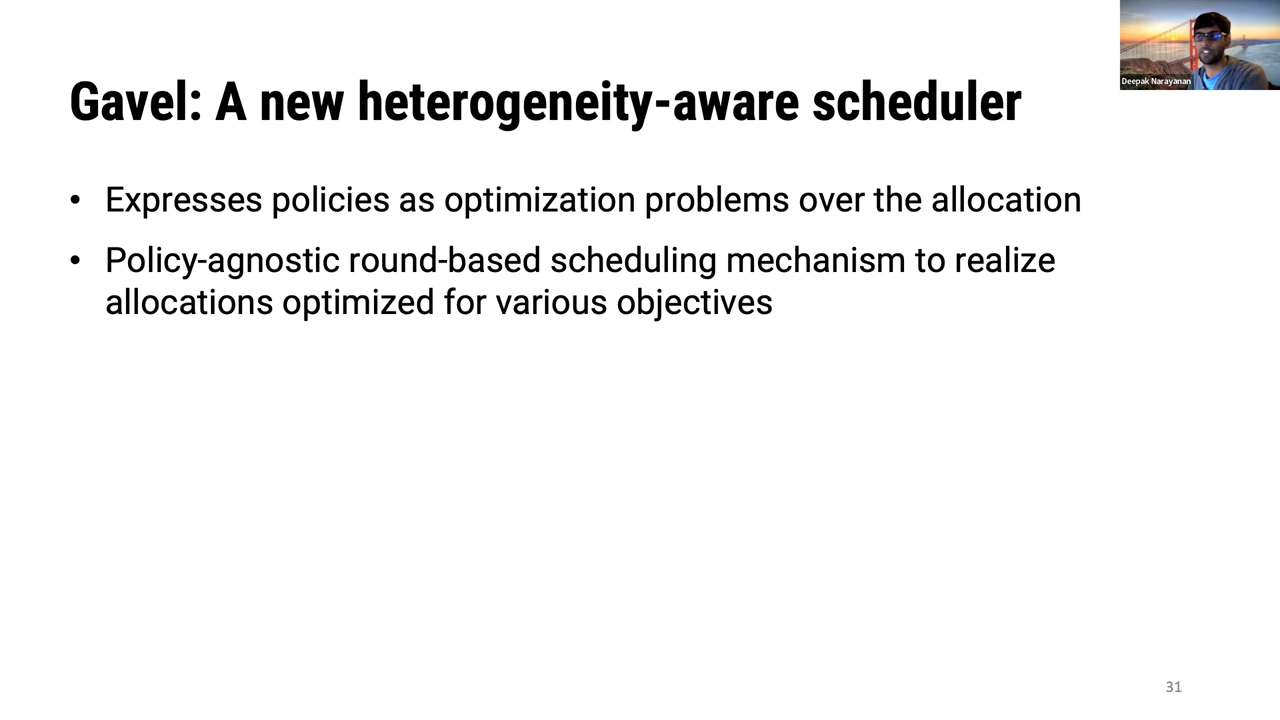 Deepak Narayanan
Gavel: A new heterogeneity-aware scheduler
• Expresses policies as optimization problems over the allocation
• Policy-agnostic round-based scheduling mechanism to realize
allocations optimized for various objectives
31